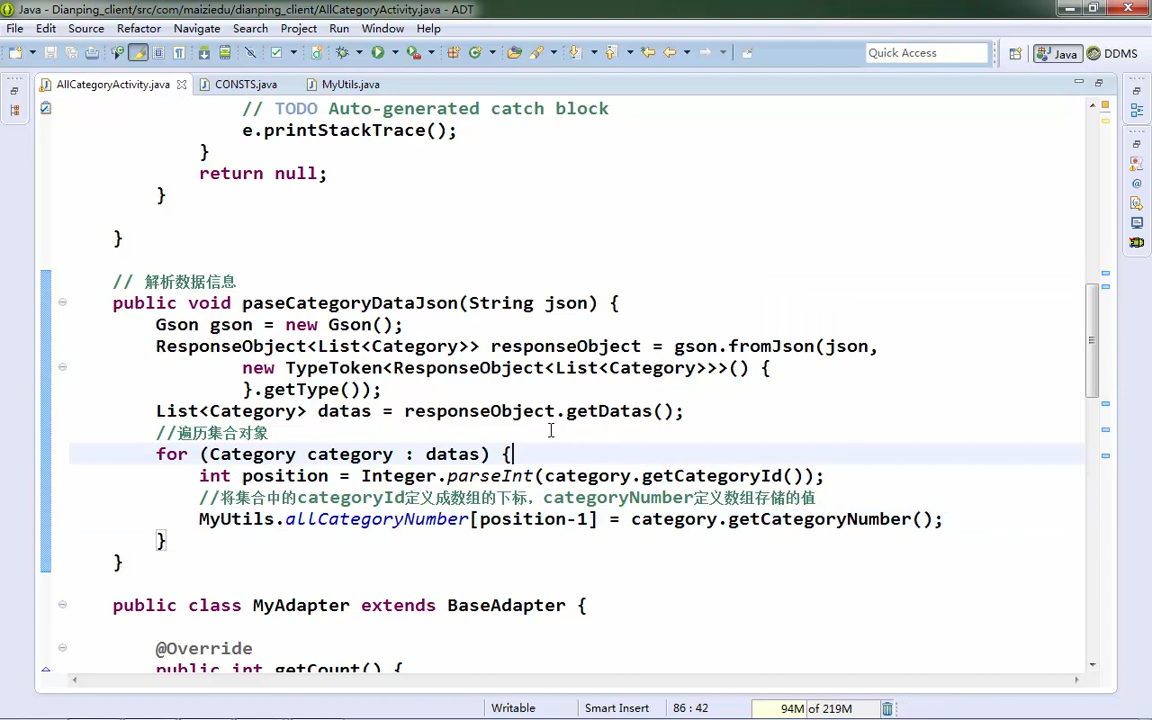 Java - Dianping_client/src/com/maiziedu/dianping_client/AllCategoryActivity.java - ADT
File Edit Source Refactor Navigate Search Project Run Window Help
Quick Access Java DDMS
AllCategoryActivity.java CONSTS.java MyUtils.java
// TODO Auto-generated catch block
e.printStackTrace();
}
return null;
}
}
// 解析数据信息
public void paseCategoryDataJson(String json) {
Gson gson = new Gson();
ResponseObject<List<Category>> responseObject = gson.fromJson(json,
new TypeToken<ResponseObject<List<Category>>>() {
}.getType());
List<Category> datas = responseObject.getDatas();
//遍历集合对象
for (Category category : datas) {
int position = Integer.parseInt(category.getCategoryId());
//将集合中的categoryId定义成数组的下标，categoryNumber定义数组存储的值
MyUtils.allCategoryNumber[position-1] = category.getCategoryNumber();
}
}
public class MyAdapter extends BaseAdapter {
@Override
public int getCount() {
Writable Smart Insert 86 : 42 94M of 219M